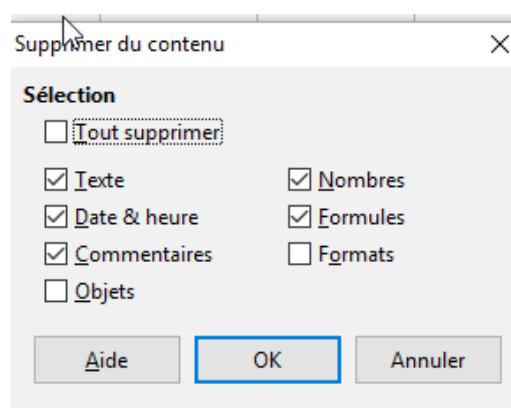 Supprimer du contenu
Sélection
Tout supprimer
Texte
Nombres
Date & heure
Formules
Commentaires
Formats
Objets
Aide
OK
Annuler